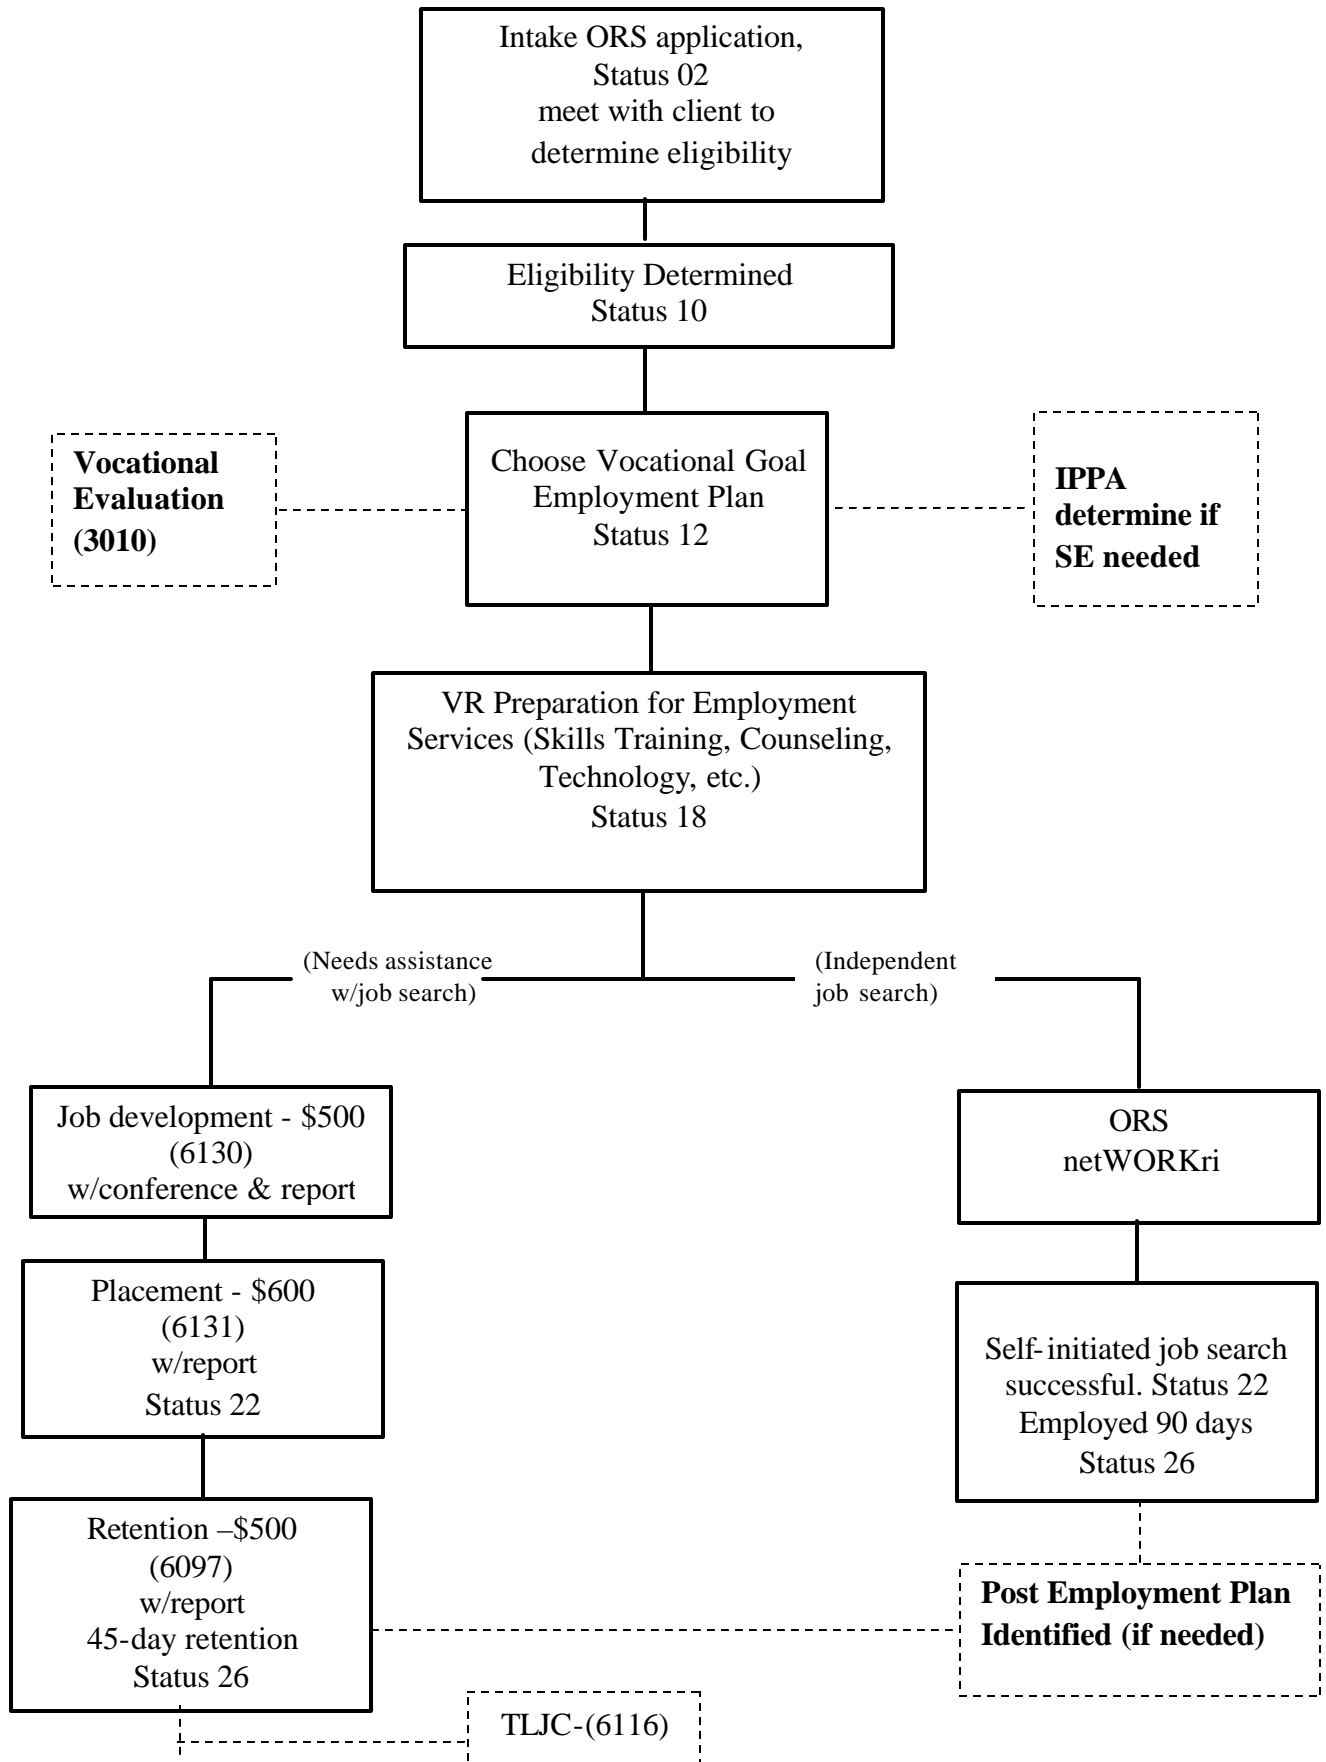 Intake ORS application,
Status 02
meet with client to
determine eligibility
Eligibility Determined
Status 10
Vocational
Evaluation
(3010)
Choose Vocational Goal
Employment Plan
Status 12
IPPA
determine if
SE needed
VR Preparation for Employment
Services (Skills Training, Counseling,
Technology, etc.)
Status 18
(Needs assistance
w/job search)
(Independent
job search)
Job development - $500
(6130)
w/conference & report
ORS
netWORKri
Placement - $600
(6131)
w/report
Status 22
Self-initiated job search
successful. Status 22
Employed 90 days
Status 26
Retention –$500
(6097)
w/report
45-day retention
Status 26
Post Employment Plan
Identified (if needed)
TLJC-(6116)